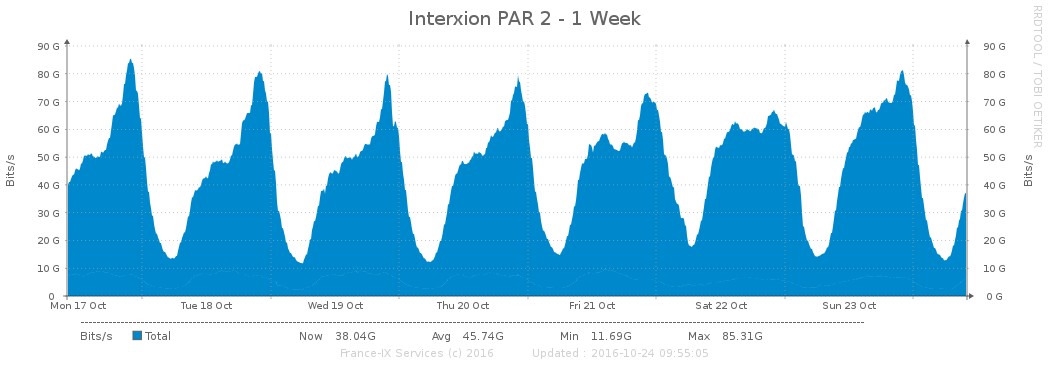 Interxion PAR 2 - 1 Week
RRDTOOL / TOBI OETIKER
90 G 90 G
80 G 80 G
70 G 70 G
60 G 60 G
50 G 50 G
40 G 40 G
30 G 30 G
20 G 20 G
10 G 10 G
0 0 G
Bits/s
Bits/s
Mon 17 Oct Tue 18 Oct Wed 19 Oct Thu 20 Oct Fri 21 Oct Sat 22 Oct Sun 23 Oct
Bits/s Total Now 38.04G Avg 45.74G Min 11.69G Max 85.31G
France-IX Services (c) 2016 Updated : 2016-10-24 09:55:05